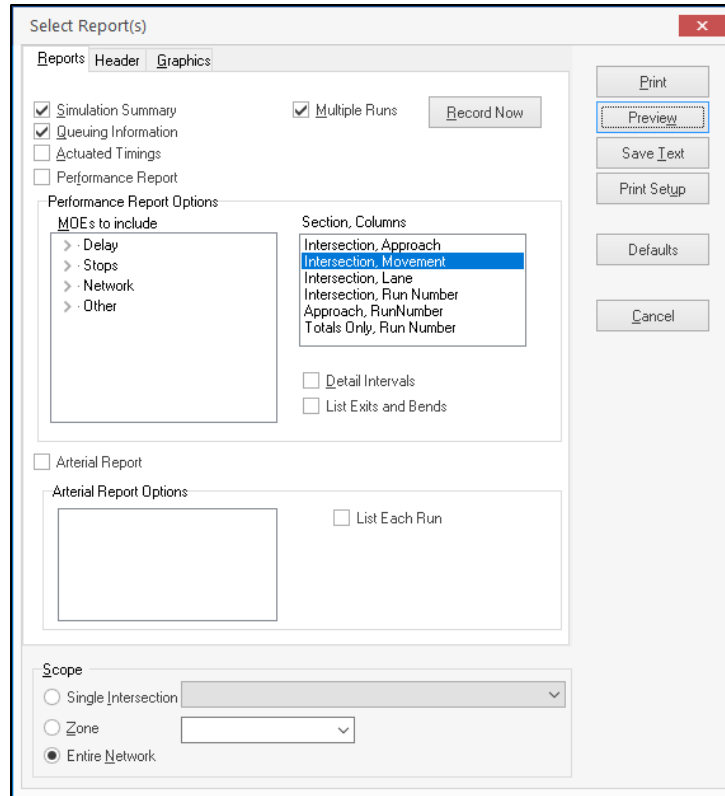 Select Report(s)
Reports
Header
Graphics
Print
Preview
Save Text
Print Setup
Defaults
Cancel
Simulation Summary
Multiple Runs
Record Now
Queuing Information
Actuated Timings
Performance Report
Performance Report Options
MOEs to include
Delay
Stops
Network
Other
Section, Columns
Intersection, Approach
Intersection, Movement
Intersection, Lane
Intersection, Run Number
Approach, RunNumber
Totals Only, Run Number
Detail Intervals
List Exits and Bends
Arterial Report
Arterial Report Options
List Each Run
Scope
Single Intersection
Zone
Entire Network